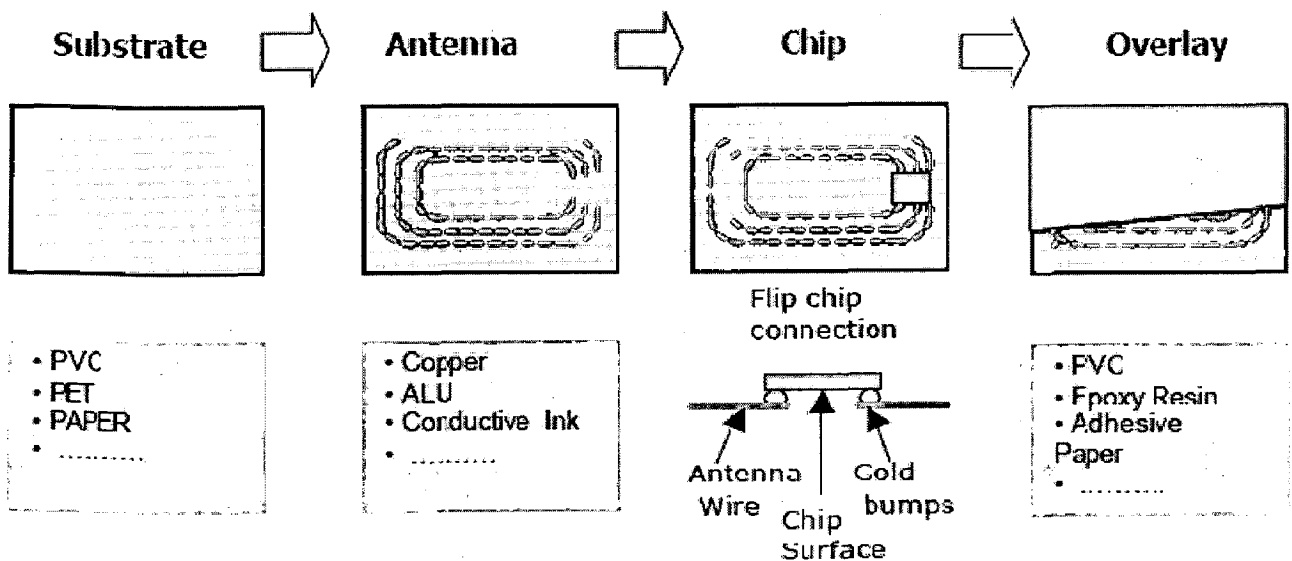 Substrate
Antenna
Chip
Overlay
• PVC
• PET
• PAPER
• ............
• Copper
• ALU
• Conductive Ink
• ............
Flip chip
connection
Antenna
Wire
Chip
Surface
Gold
bumps
• PVC
• Epoxy Resin
• Adhesive
Paper
• ............